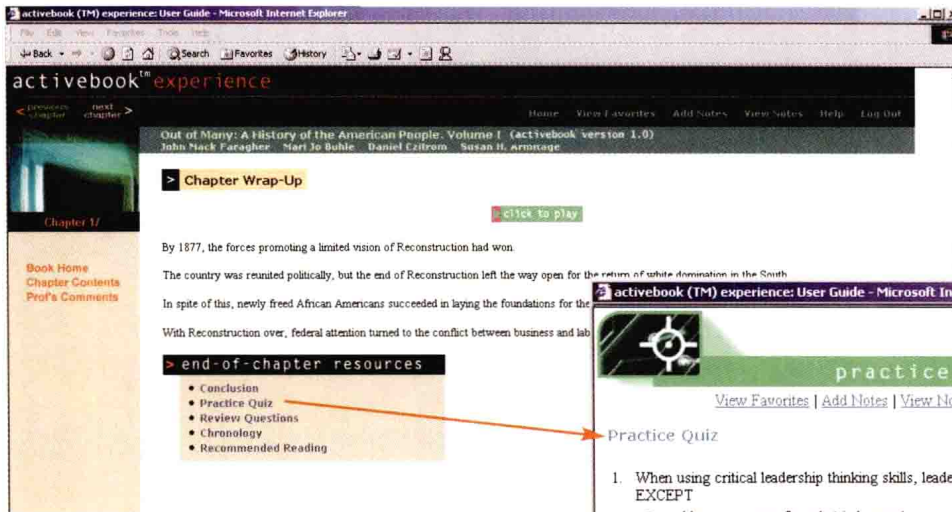 activebook (TM) experience: User Guide - Microsoft Internet Explorer
File Edit View Favorites Tools Help
Back Search Favorites History
activebook™ experience
< previous chapter next chapter >
Home View Favorites Add Notes View Notes Help Log Out
Out of Many: A History of the American People, Volume I (activebook version 1.0)
John Mack Faragher Mari Jo Buhle Daniel Czitrom Susan H. Armitage
> Chapter Wrap-Up
click to play
Chapter 17
By 1877, the forces promoting a limited vision of Reconstruction had won.
Book Home
The country was reunited politically, but the end of Reconstruction left the way open for the return of white domination in the South
Chapter Contents
Prof's Comments
In spite of this, newly freed African Americans succeeded in laying the foundations for the
With Reconstruction over, federal attention turned to the conflict between business and lab
> end-of-chapter resources
• Conclusion
• Practice Quiz
• Review Questions
• Chronology
• Recommended Reading
activebook (TM) experience: User Guide - Microsoft In
practice
View Favorites | Add Notes | View No
Practice Quiz
1. When using critical leadership thinking skills, leade
EXCEPT